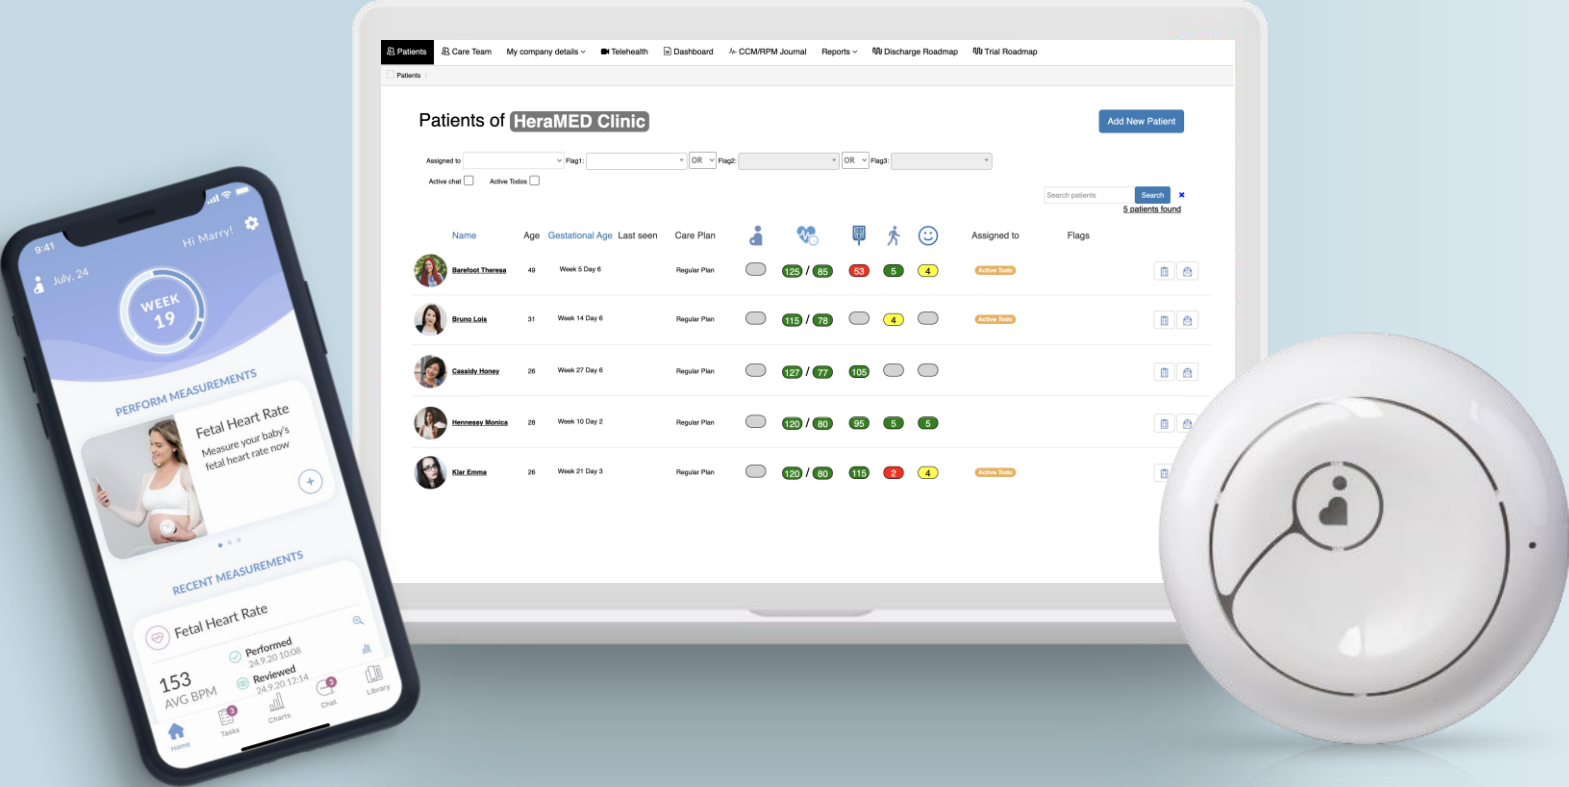 Patients Care Team My company details Telehealth Dashboard CCM/RPM Journal Reports Discharge Roadmap Trial Roadmap
Patients /
Patients of HeraMED Clinic
Add New Patient
Assigned to Flag1: OR Flag2: OR Flag3:
Active chat Active Todos
Search patients Search
5 patients found
Name Age Gestational Age Last seen Care Plan Assigned to Flags
Barefoot Theresa 49 Week 5 Day 6 Regular Plan 125 / 85 53 5 4 Active Todo
Bruno Lois 31 Week 14 Day 6 Regular Plan 115 / 78 4 Active Todo
Cassidy Honey 26 Week 27 Day 6 Regular Plan 127 / 77 105
Hennessy Monica 28 Week 10 Day 2 Regular Plan 120 / 80 95 5 5
Klar Emma 26 Week 21 Day 3 Regular Plan 120 / 80 115 2 4 Active Todo
9:41
Hi Marry!
July, 24
WEEK
19
PERFORM MEASUREMENTS
Fetal Heart Rate
Measure your baby's
fetal heart rate now
RECENT MEASUREMENTS
Fetal Heart Rate
153
AVG BPM
Performed
24.9.20 10:08
Reviewed
24.9.20 12:14
3
3
Home Tasks Charts Chat Library